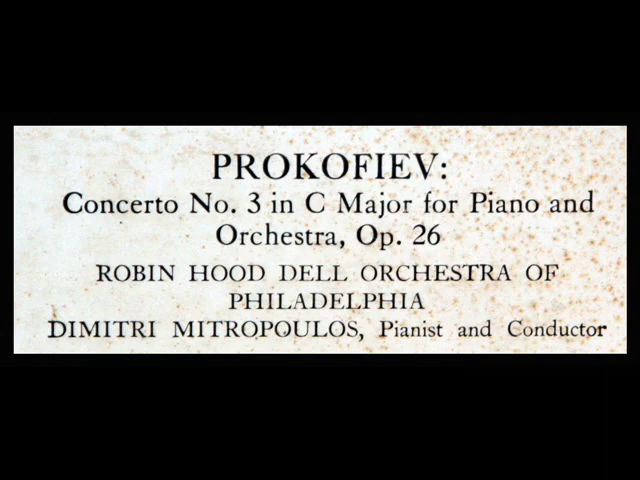 PROKOFIEV:
Concerto No. 3 in C Major for Piano and
Orchestra, Op. 26
ROBIN HOOD DELL ORCHESTRA OF
PHILADELPHIA
DIMITRI MITROPOULOS, Pianist and Conductor